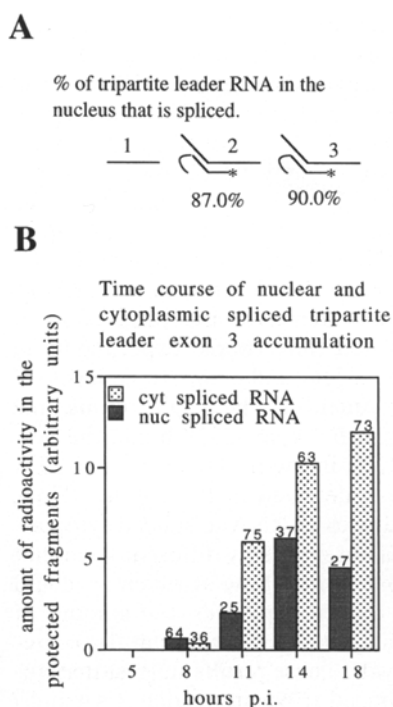 A
% of tripartite leader RNA in the
nucleus that is spliced.
1 2 3
* *
87.0% 90.0%
B
Time course of nuclear and
cytoplasmic spliced tripartite
leader exon 3 accumulation
amount of radioactivity in the
protected fragments (arbitrary units)
15
10
5
0
cyt spliced RNA
nuc spliced RNA
64 36 25 75 37 63 27 73
5 8 11 14 18
hours p.i.